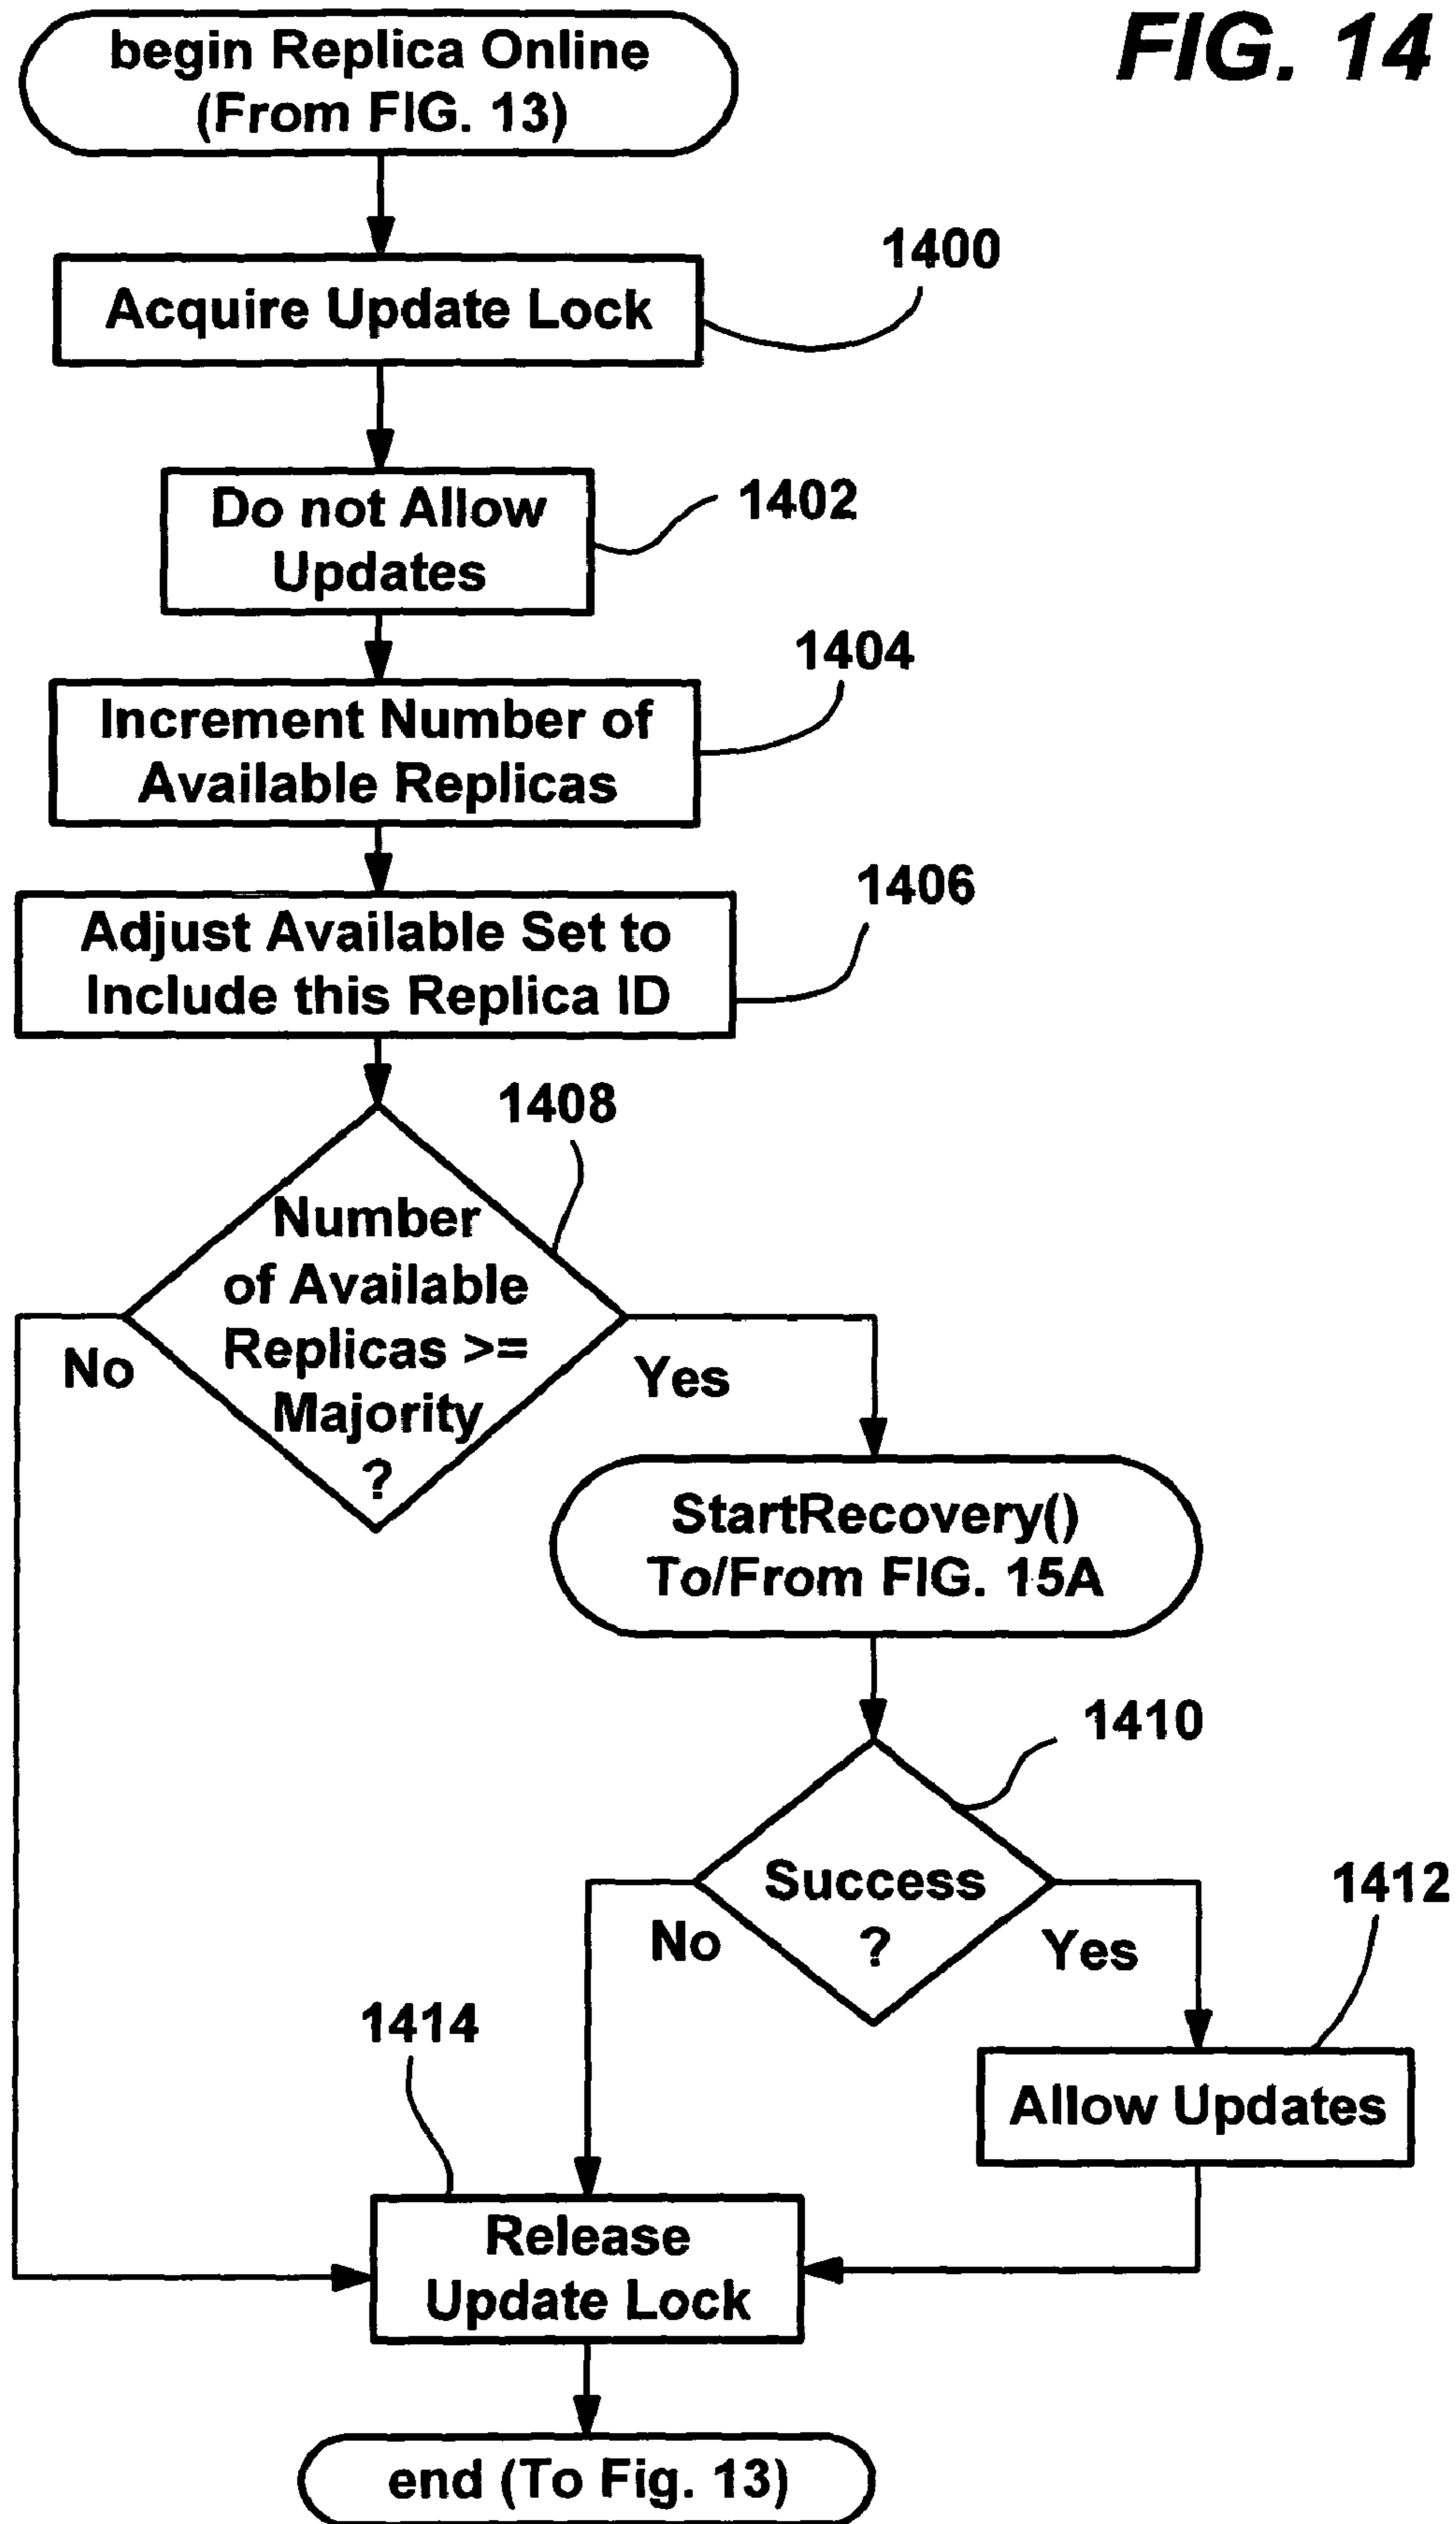 FIG. 14
begin Replica Online
(From FIG. 13)
1400
Acquire Update Lock
1402
Do not Allow
Updates
1404
Increment Number of
Available Replicas
1406
Adjust Available Set to
Include this Replica ID
1408
Number
of Available
Replicas >=
Majority
?
No
Yes
StartRecovery()
To/From FIG. 15A
1410
Success
?
No
Yes
1412
Allow Updates
1414
Release
Update Lock
end (To Fig. 13)